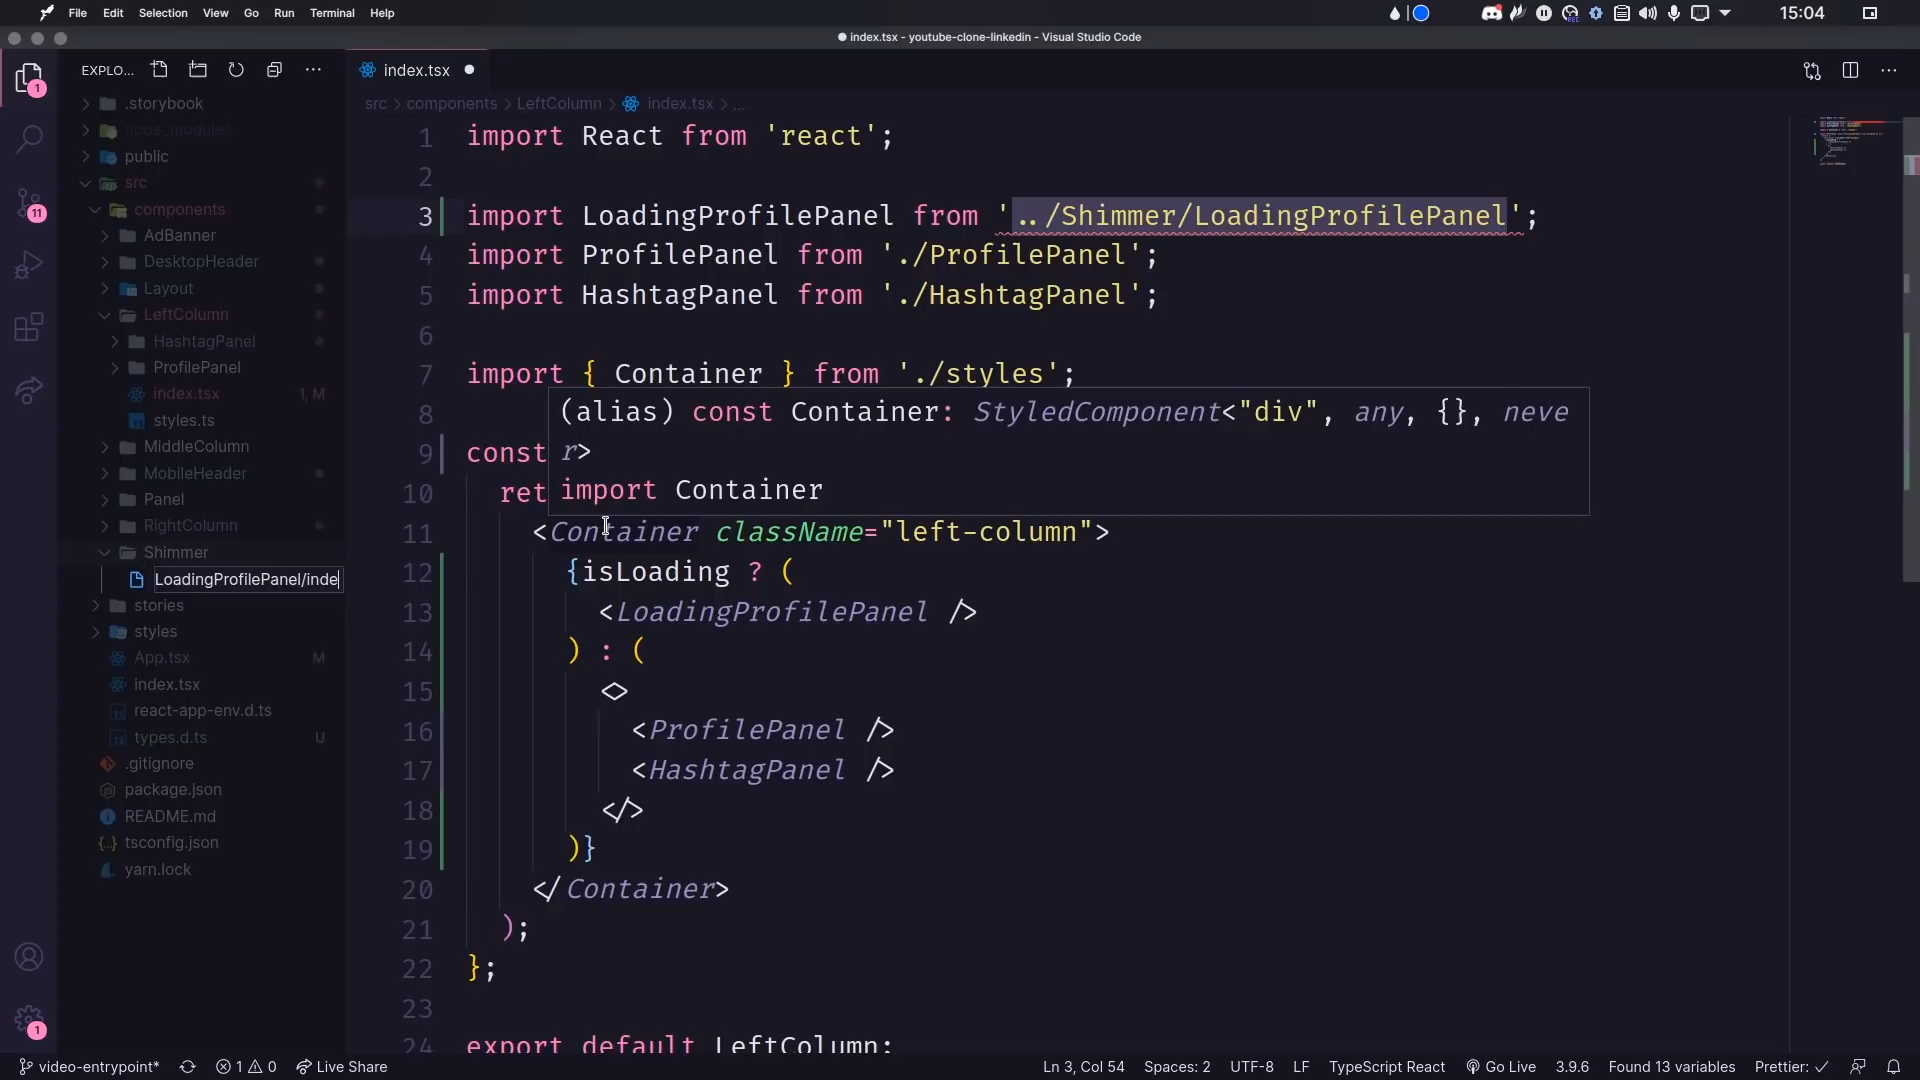 File Edit Selection View Go Run Terminal Help 15:04
● index.tsx - youtube-clone-linkedin - Visual Studio Code
EXPLO... ...
index.tsx ●
src > components > LeftColumn > index.tsx > ...
.storybook
node_modules
public
src
components
AdBanner
DesktopHeader
Layout
LeftColumn
HashtagPanel
ProfilePanel
index.tsx 1, M
styles.ts
MiddleColumn
MobileHeader
Panel
RightColumn
Shimmer
LoadingProfilePanel/inde
stories
styles
App.tsx M
index.tsx
react-app-env.d.ts
types.d.ts U
.gitignore
package.json
README.md
tsconfig.json
yarn.lock
1
11
1
1 import React from 'react';
2
3 import LoadingProfilePanel from '../Shimmer/LoadingProfilePanel';
4 import ProfilePanel from './ProfilePanel';
5 import HashtagPanel from './HashtagPanel';
6
7 import { Container } from './styles';
8
(alias) const Container: StyledComponent<"div", any, {}, neve
r>
import Container
9 const
10 ret
11 <Container className="left-column">
12 {isLoading ? (
13 <LoadingProfilePanel />
14 ) : (
15 <>
16 <ProfilePanel />
17 <HashtagPanel />
18 </>
19 )}
20 </Container>
21 );
22 };
23
24 export default LeftColumn;
video-entrypoint* 1 0 Live Share Ln 3, Col 54 Spaces: 2 UTF-8 LF TypeScript React Go Live 3.9.6 Found 13 variables Prettier: ✓